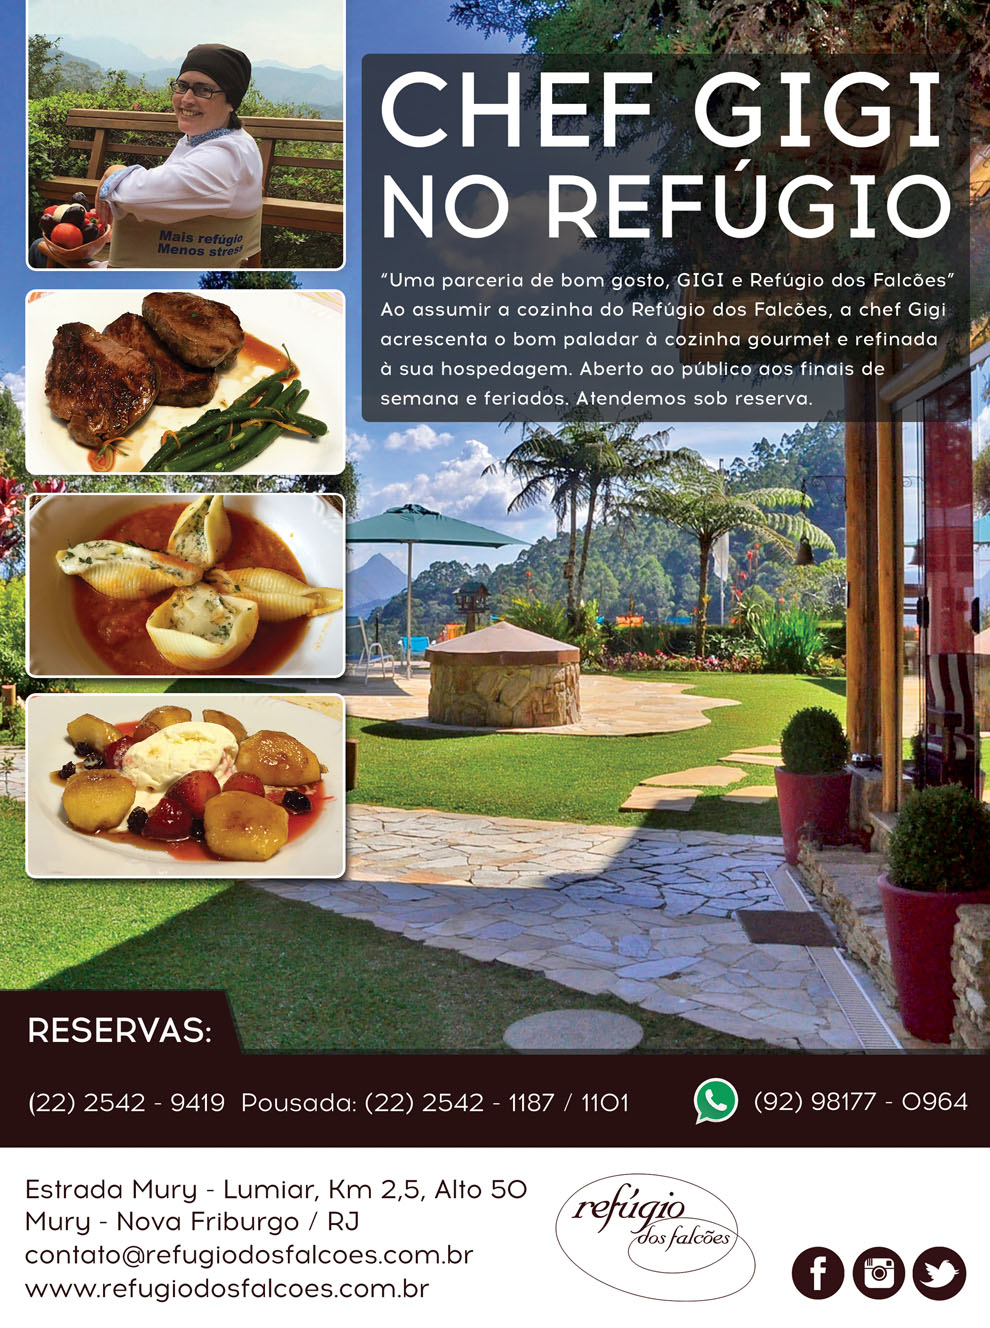 CHEF GIGI
NO REFÚGIO
“Uma parceria de bom gosto, GIGI e Refúgio dos Falcões”
Ao assumir a cozinha do Refúgio dos Falcões, a chef Gigi
acrescenta o bom paladar à cozinha gourmet e refinada
à sua hospedagem. Aberto ao público aos finais de
semana e feriados. Atendemos sob reserva.
Mais refúgio
Menos stress
RESERVAS:
(22) 2542 - 9419 Pousada: (22) 2542 - 1187 / 1101
(92) 98177 - 0964
Estrada Mury - Lumiar, Km 2,5, Alto 50
Mury - Nova Friburgo / RJ
contato@refugiodosfalcoes.com.br
www.refugiodosfalcoes.com.br
refúgio
dos falcões